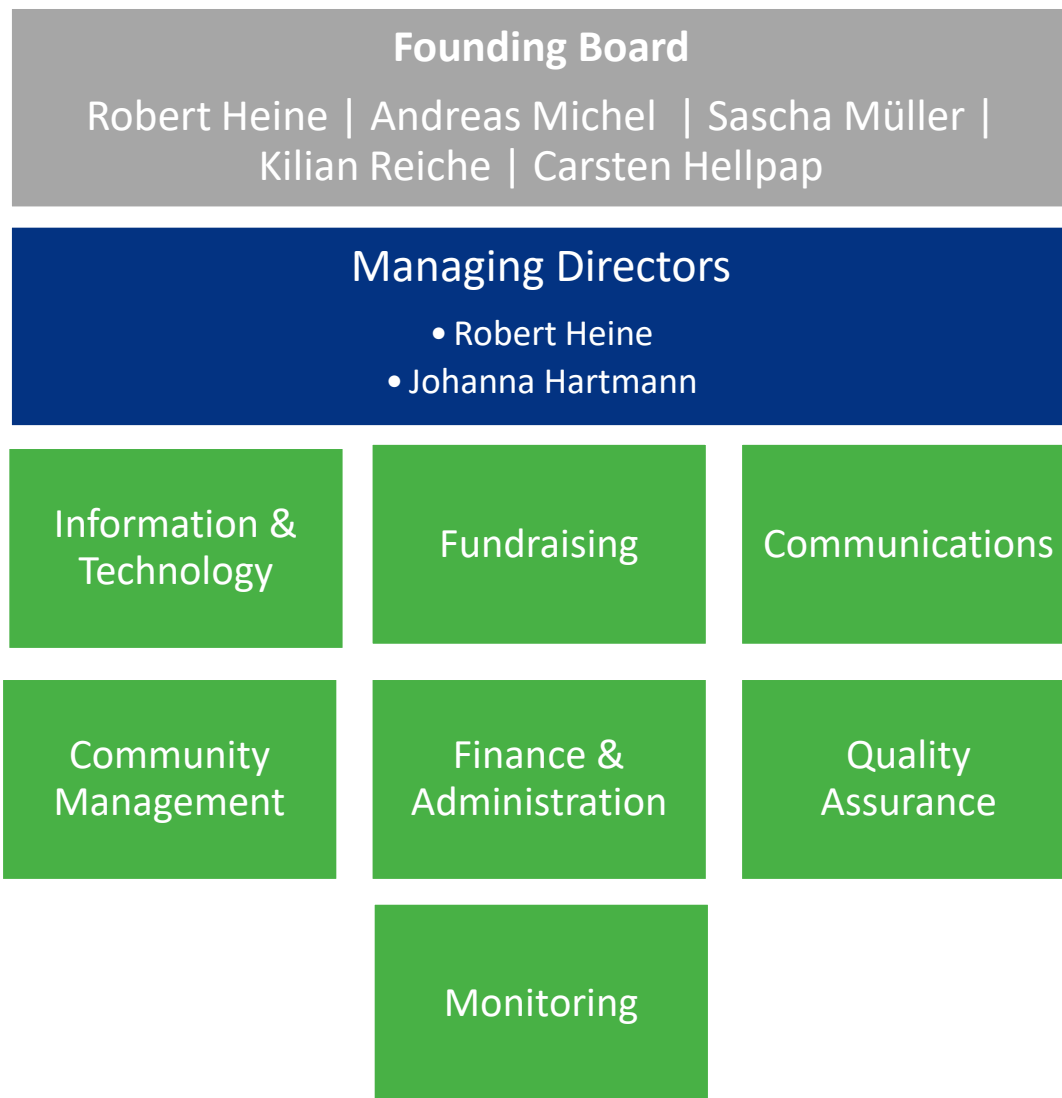 Founding Board
Robert Heine | Andreas Michel | Sascha Müller |
Kilian Reiche | Carsten Hellpap
Managing Directors
• Robert Heine
• Johanna Hartmann
Information &
Technology
Fundraising
Communications
Community
Management
Finance &
Administration
Quality
Assurance
Monitoring